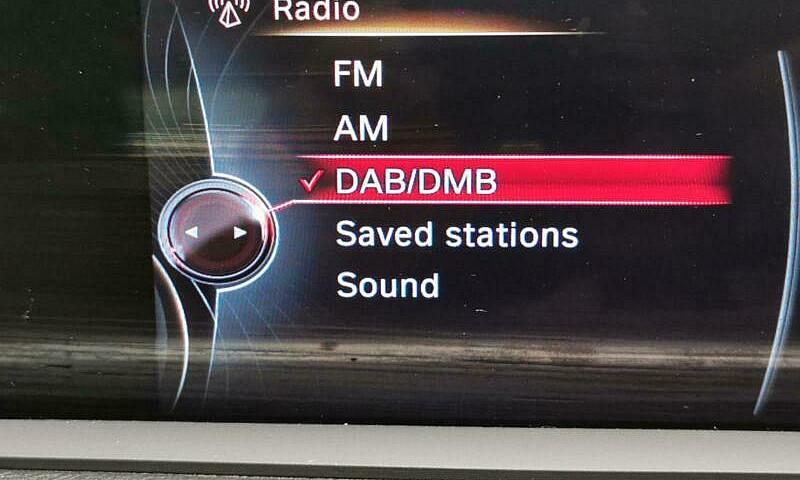 Radio
FM
AM
DAB/DMB
Saved stations
Sound